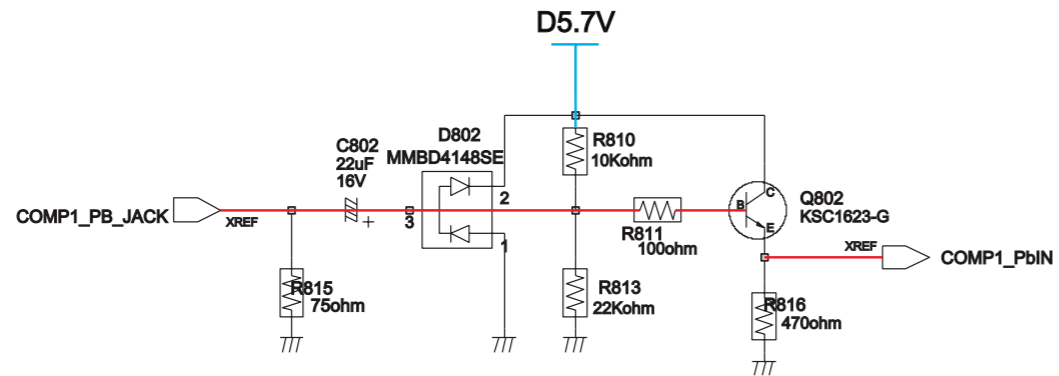 D5.7V
C802
22uF
16V
D802
MMBD4148SE
R810
10Kohm
COMP1_PB_JACK
XREF
+
3
2
1
R811
100ohm
B
C
E
Q802
KSC1623-G
XREF
COMP1_PbIN
R815
75ohm
R813
22Kohm
R816
470ohm